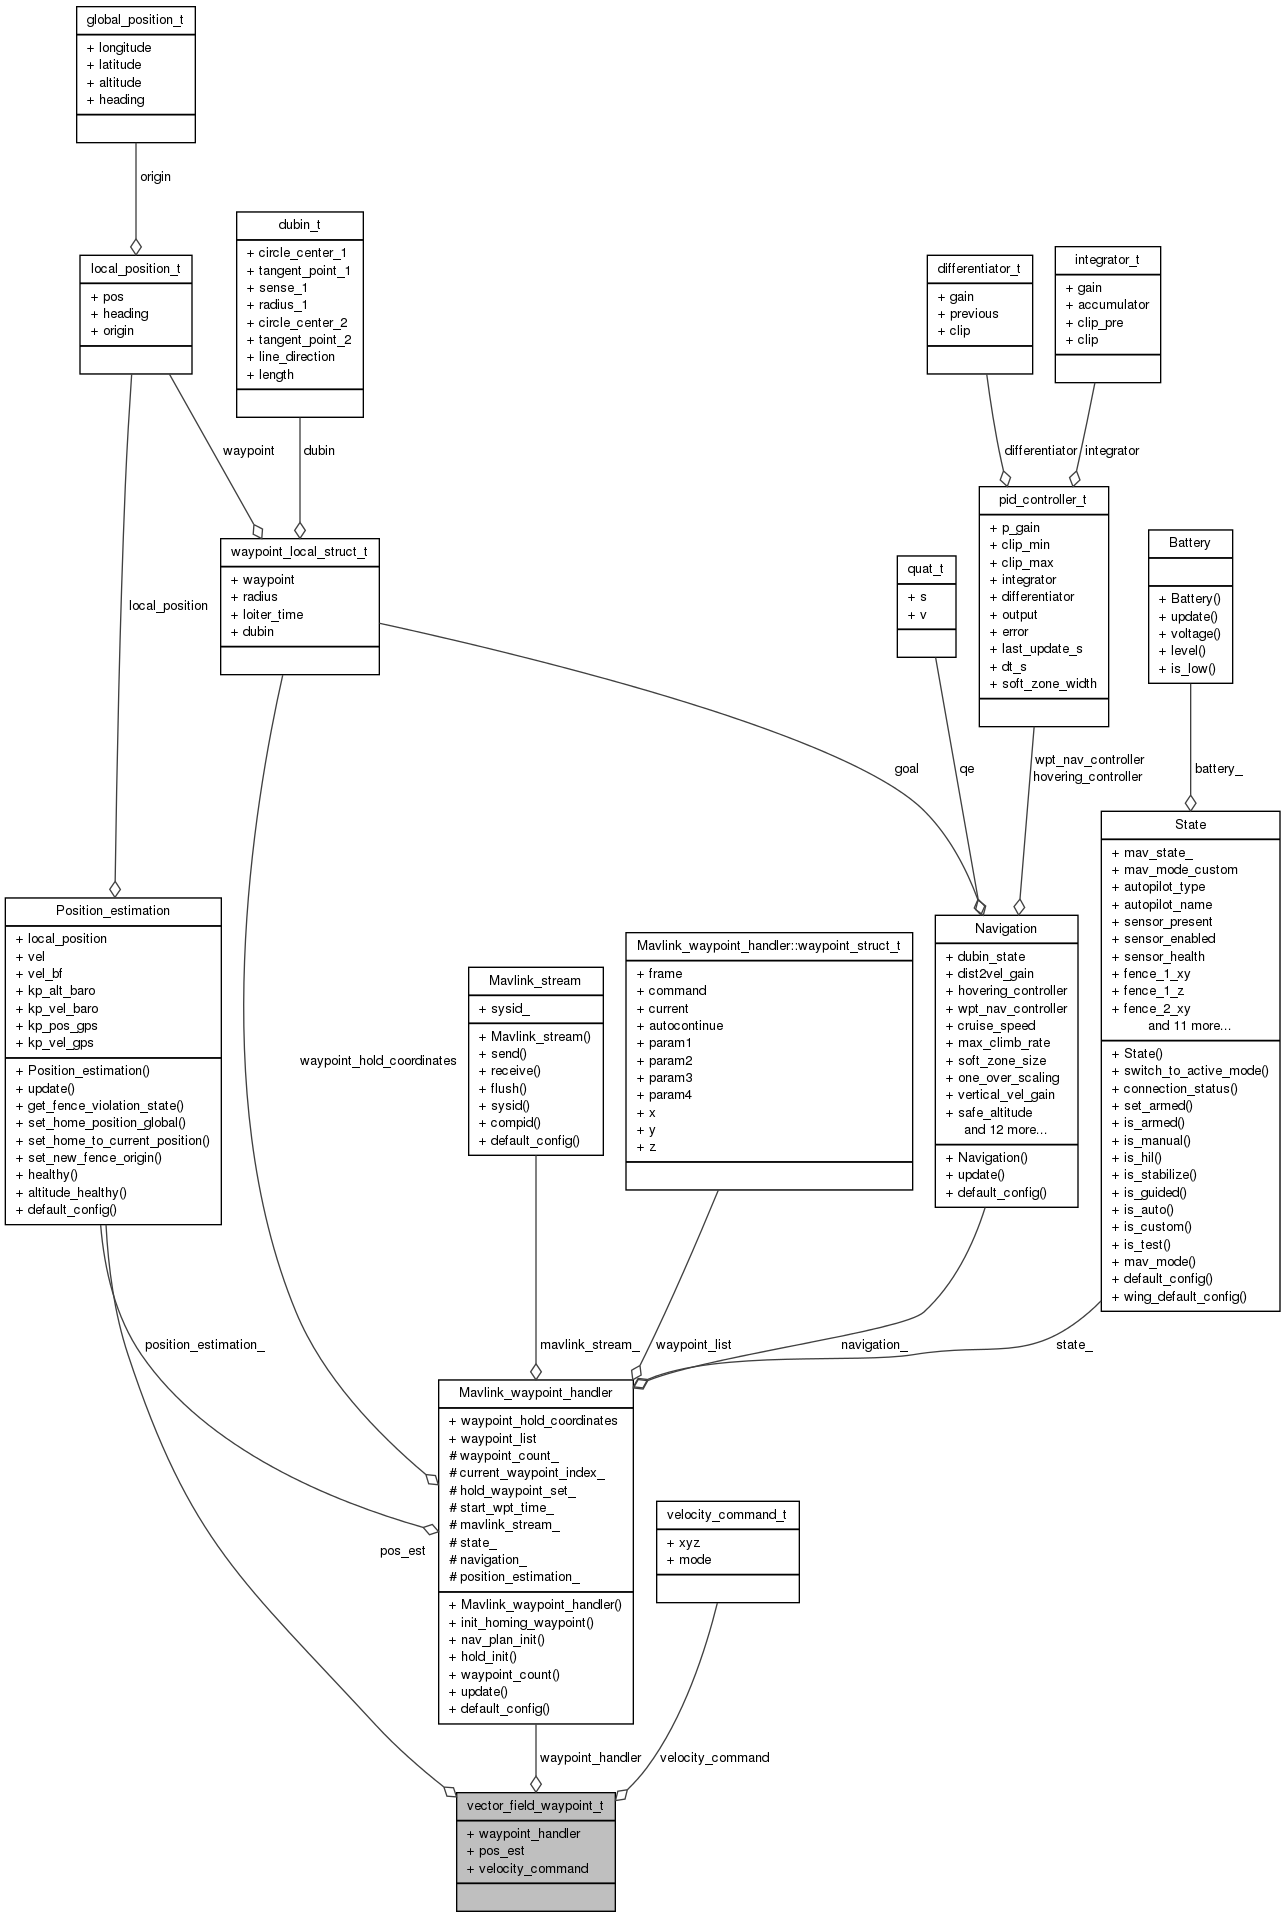 global_position_t
+ longitude
+ latitude
+ altitude
+ heading
origin
local_position_t
+ pos
+ heading
+ origin
dubin_t
+ circle_center_1
+ tangent_point_1
+ sense_1
+ radius_1
+ circle_center_2
+ tangent_point_2
+ line_direction
+ length
differentiator_t
+ gain
+ previous
+ clip
integrator_t
+ gain
+ accumulator
+ clip_pre
+ clip
waypoint
dubin
differentiator
integrator
waypoint_local_struct_t
+ waypoint
+ radius
+ loiter_time
+ dubin
pid_controller_t
+ p_gain
+ clip_min
+ clip_max
+ integrator
+ differentiator
+ output
+ error
+ last_update_s
+ dt_s
+ soft_zone_width
quat_t
+ s
+ v
Battery
+ Battery()
+ update()
+ voltage()
+ level()
+ is_low()
local_position
goal
qe
wpt_nav_controller
hovering_controller
battery_
State
+ mav_state_
+ mav_mode_custom
+ autopilot_type
+ autopilot_name
+ sensor_present
+ sensor_enabled
+ sensor_health
+ fence_1_xy
+ fence_1_z
+ fence_2_xy
and 11 more...
+ State()
+ switch_to_active_mode()
+ connection_status()
+ set_armed()
+ is_armed()
+ is_manual()
+ is_hil()
+ is_stabilize()
+ is_guided()
+ is_auto()
+ is_custom()
+ is_test()
+ mav_mode()
+ default_config()
+ wing_default_config()
Position_estimation
+ local_position
+ vel
+ vel_bf
+ kp_alt_baro
+ kp_vel_baro
+ kp_pos_gps
+ kp_vel_gps
+ Position_estimation()
+ update()
+ get_fence_violation_state()
+ set_home_position_global()
+ set_home_to_current_position()
+ set_new_fence_origin()
+ healthy()
+ altitude_healthy()
+ default_config()
waypoint_hold_coordinates
Mavlink_stream
+ sysid_
+ Mavlink_stream()
+ send()
+ receive()
+ flush()
+ sysid()
+ compid()
+ default_config()
Mavlink_waypoint_handler::waypoint_struct_t
+ frame
+ command
+ current
+ autocontinue
+ param1
+ param2
+ param3
+ param4
+ x
+ y
+ z
Navigation
+ dubin_state
+ dist2vel_gain
+ hovering_controller
+ wpt_nav_controller
+ cruise_speed
+ max_climb_rate
+ soft_zone_size
+ one_over_scaling
+ vertical_vel_gain
+ safe_altitude
and 12 more...
+ Navigation()
+ update()
+ default_config()
position_estimation_
mavlink_stream_
waypoint_list
navigation_
state_
Mavlink_waypoint_handler
+ waypoint_hold_coordinates
+ waypoint_list
# waypoint_count_
# current_waypoint_index_
# hold_waypoint_set_
# start_wpt_time_
# mavlink_stream_
# state_
# navigation_
# position_estimation_
+ Mavlink_waypoint_handler()
+ init_homing_waypoint()
+ nav_plan_init()
+ hold_init()
+ waypoint_count()
+ update()
+ default_config()
pos_est
velocity_command_t
+ xyz
+ mode
waypoint_handler
velocity_command
vector_field_waypoint_t
+ waypoint_handler
+ pos_est
+ velocity_command